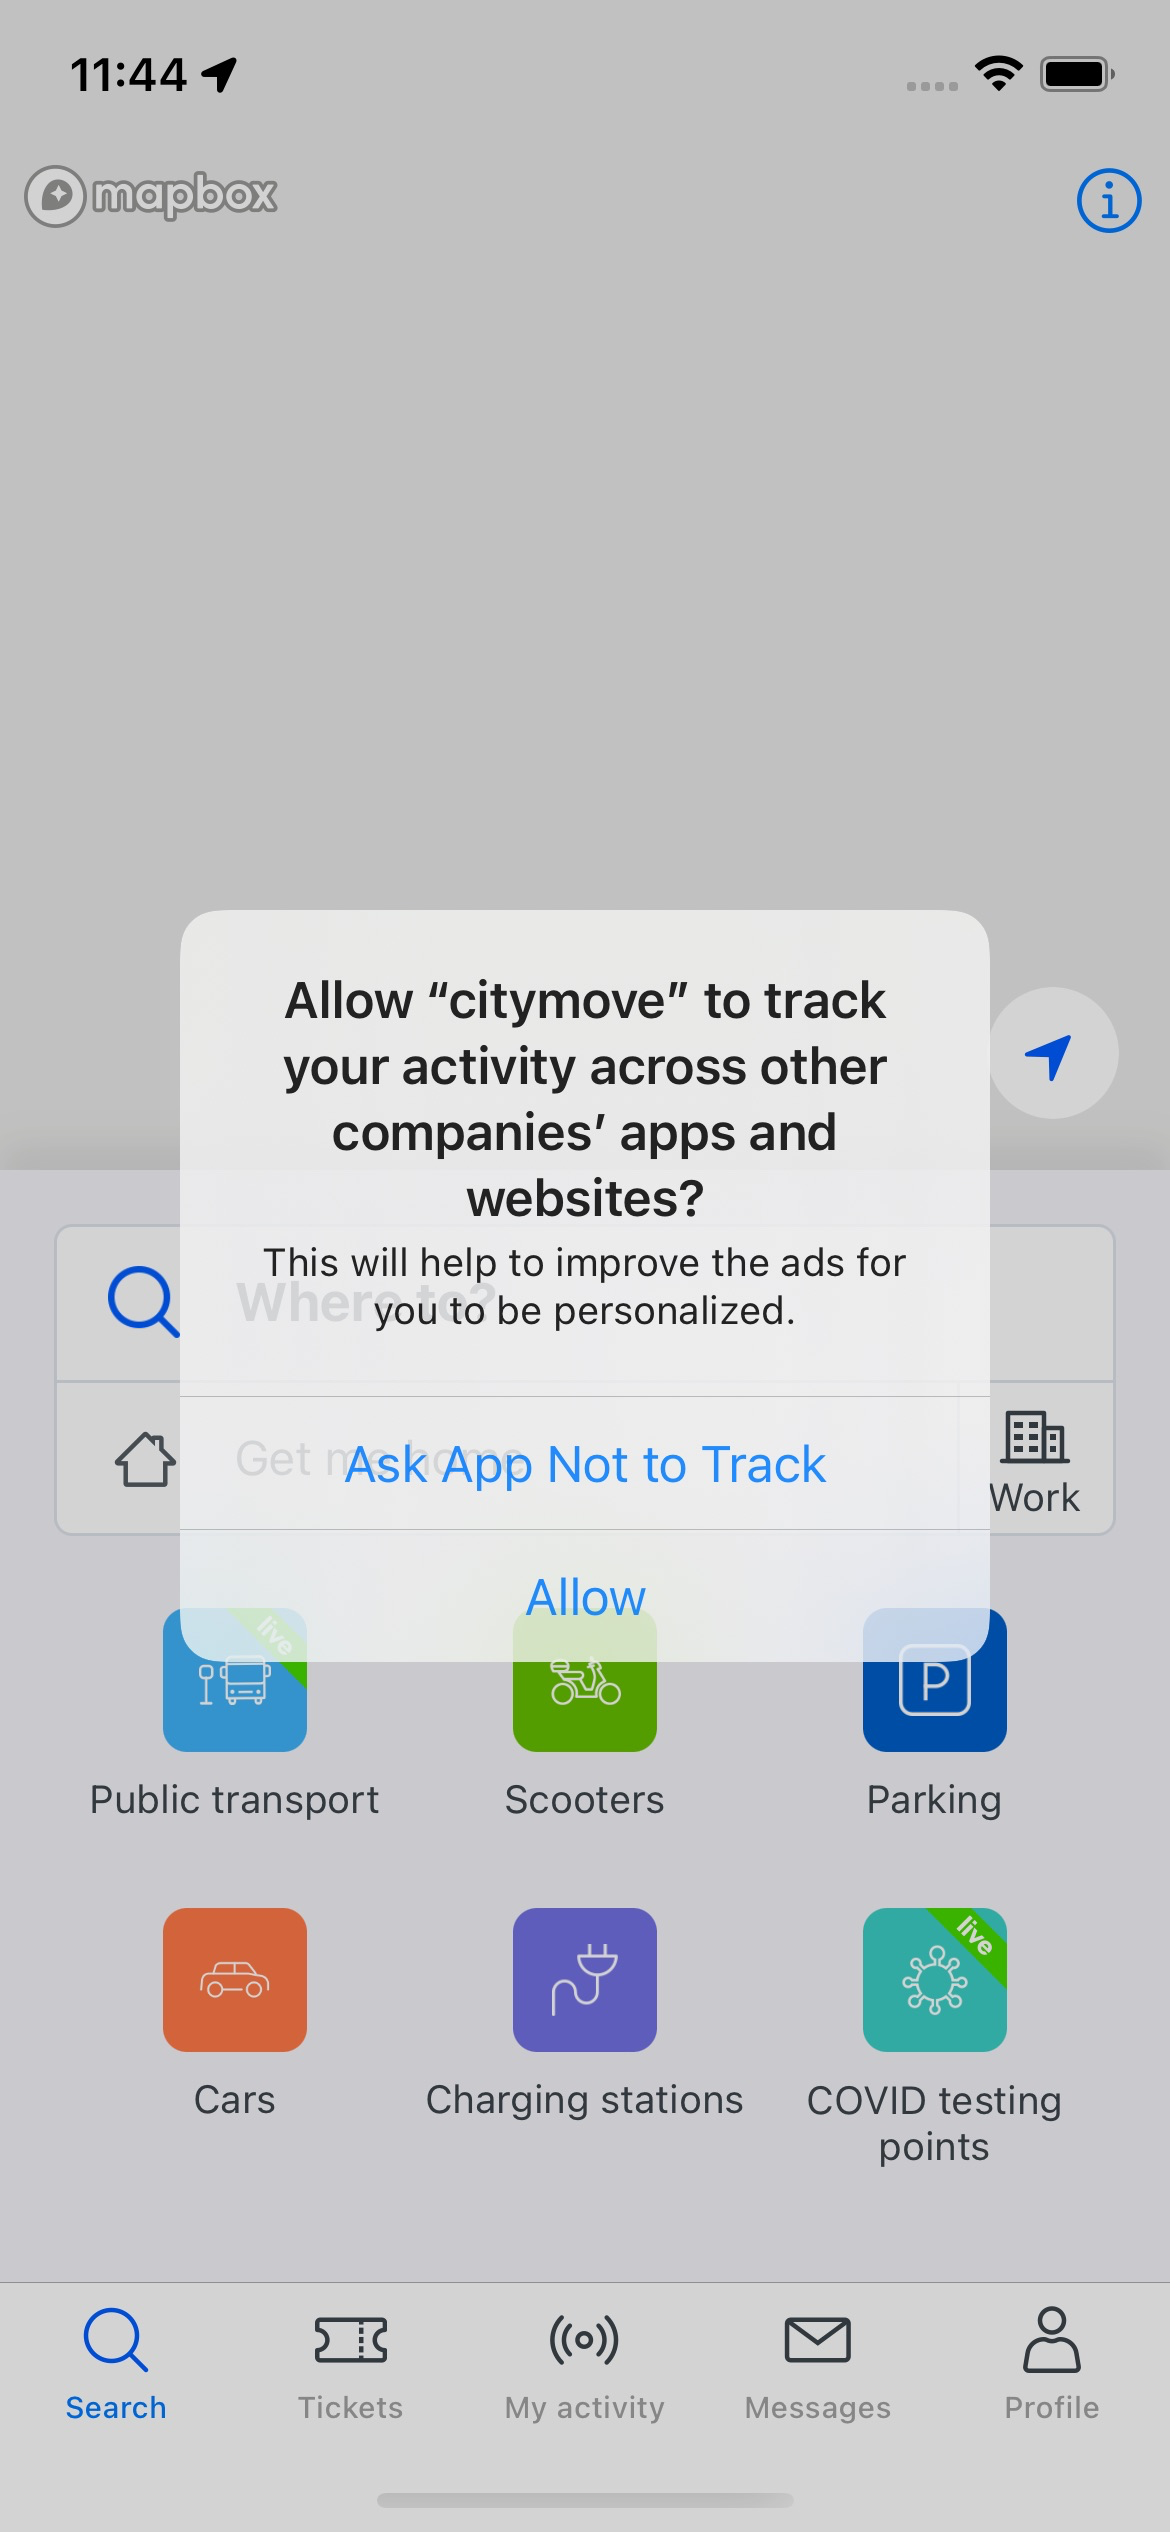 11:44
mapbox
Allow “citymove” to track
your activity across other
companies’ apps and
websites?
This will help to improve the ads for
you to be personalized.
Where to?
Ask App Not to Track
Get me home
Work
Allow
live
P
Public transport
Scooters
Parking
live
Cars
Charging stations
COVID testing
points
Search
Tickets
My activity
Messages
Profile